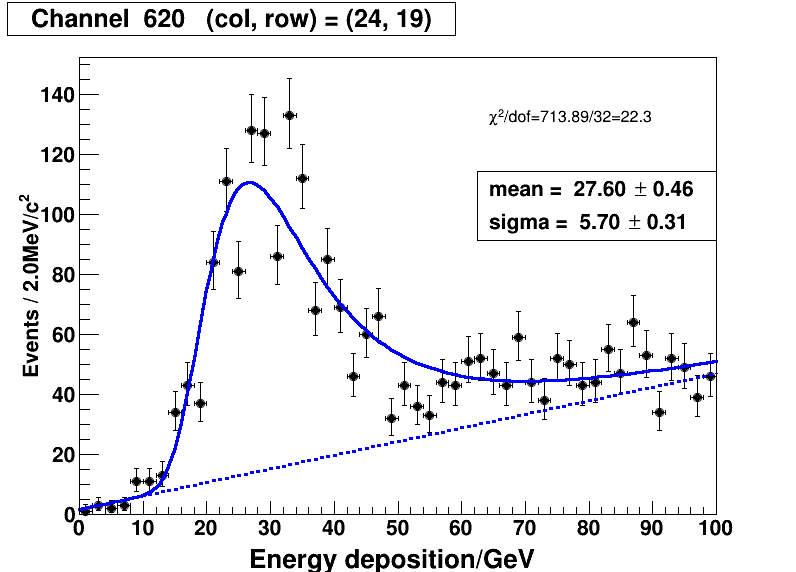 Channel  620   (col, row) = (24, 19)
χ²/dof=713.89/32=22.3
mean =  27.60 ± 0.46
sigma =  5.70 ± 0.31
Events / 2.0MeV/c²
140
120
100
80
60
40
20
0
0 10 20 30 40 50 60 70 80 90 100
Energy deposition/GeV